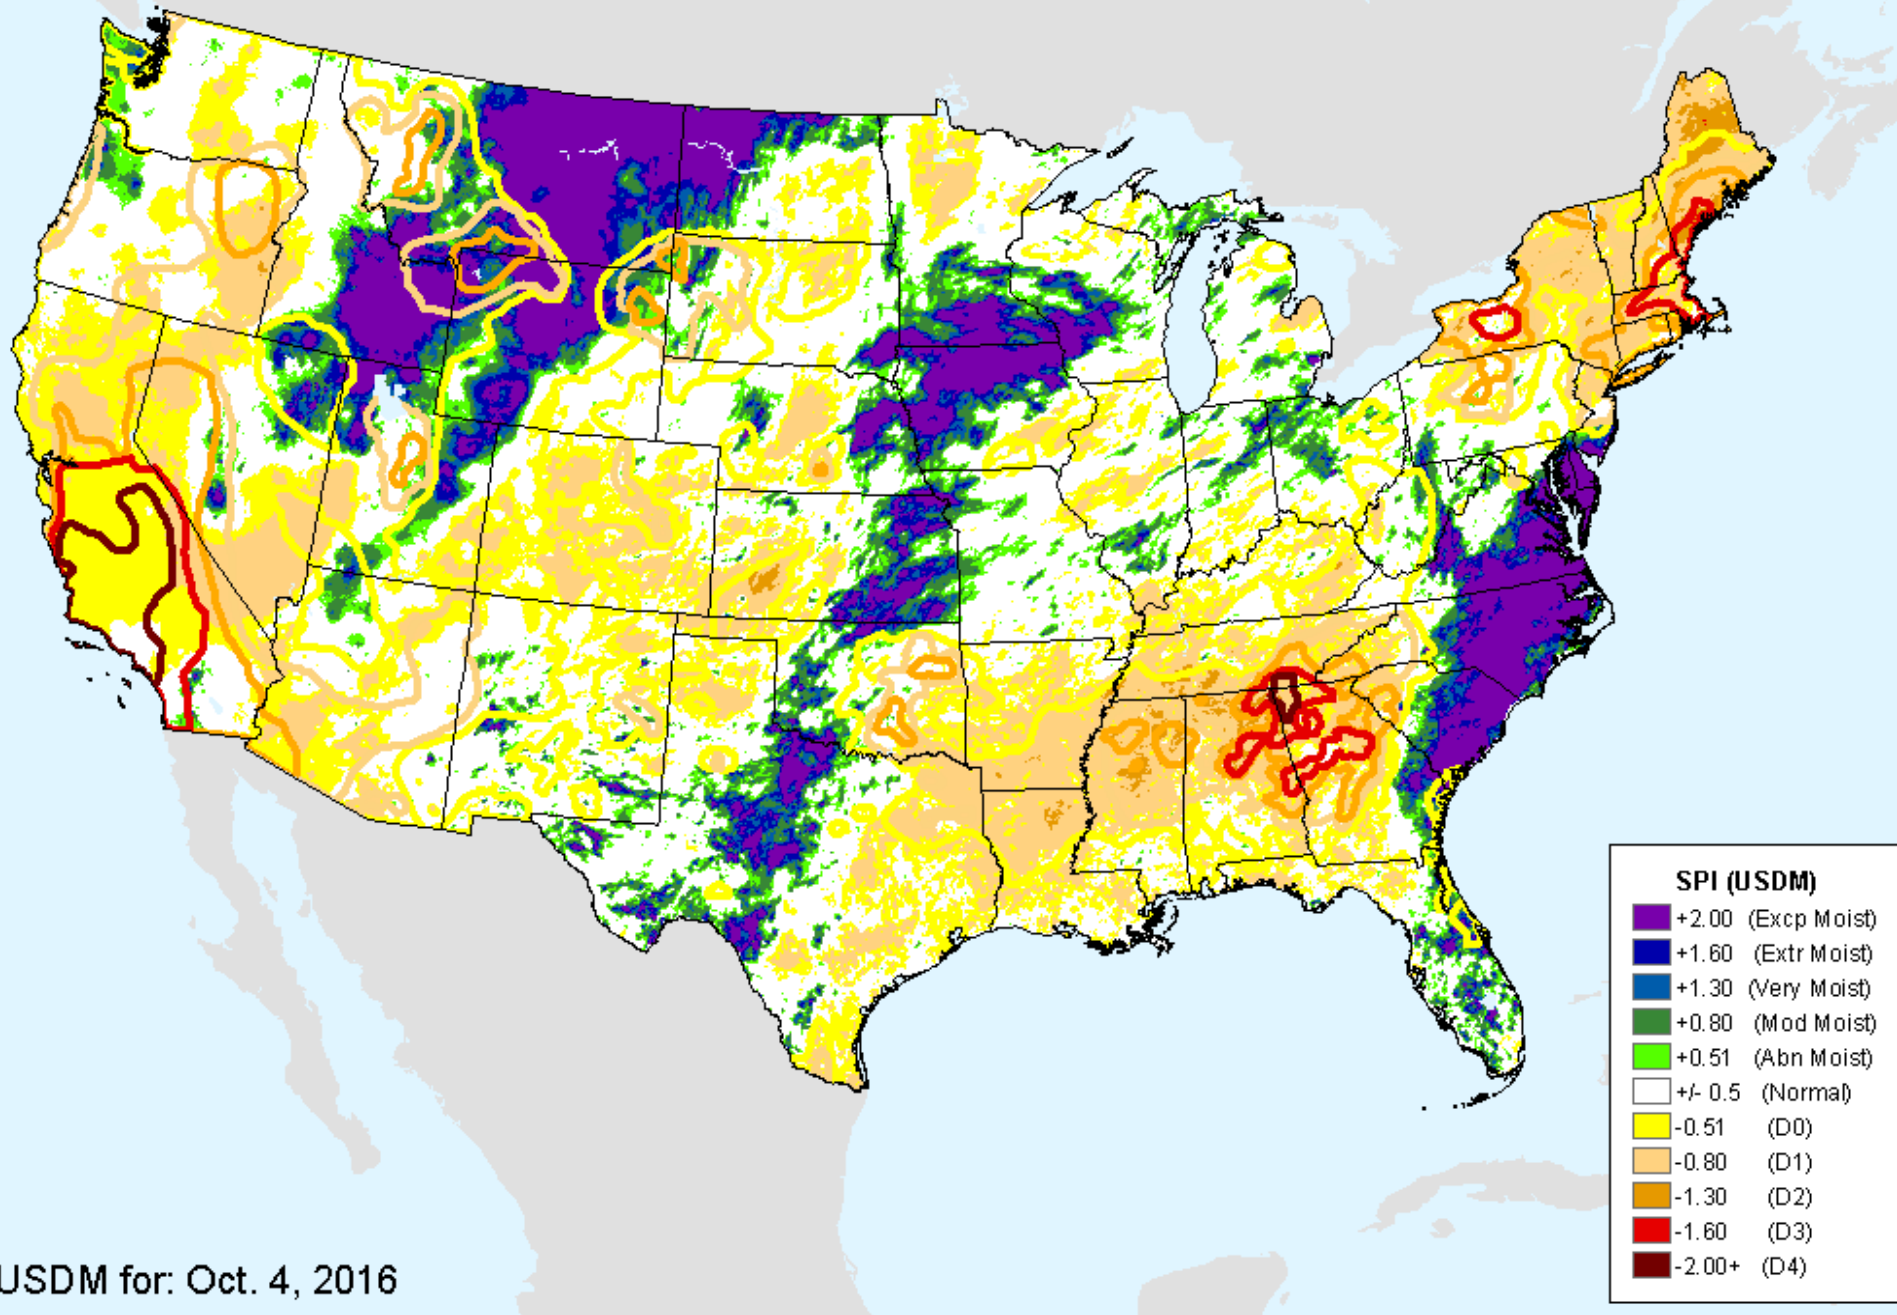 SPI (USDM)
+2.00 (Excp Moist)
+1.60 (Extr Moist)
+1.30 (Very Moist)
+0.80 (Mod Moist)
+0.51 (Abn Moist)
+/- 0.5 (Normal)
-0.51 (D0)
-0.80 (D1)
-1.30 (D2)
-1.60 (D3)
-2.00+ (D4)
USDM for: Oct. 4, 2016